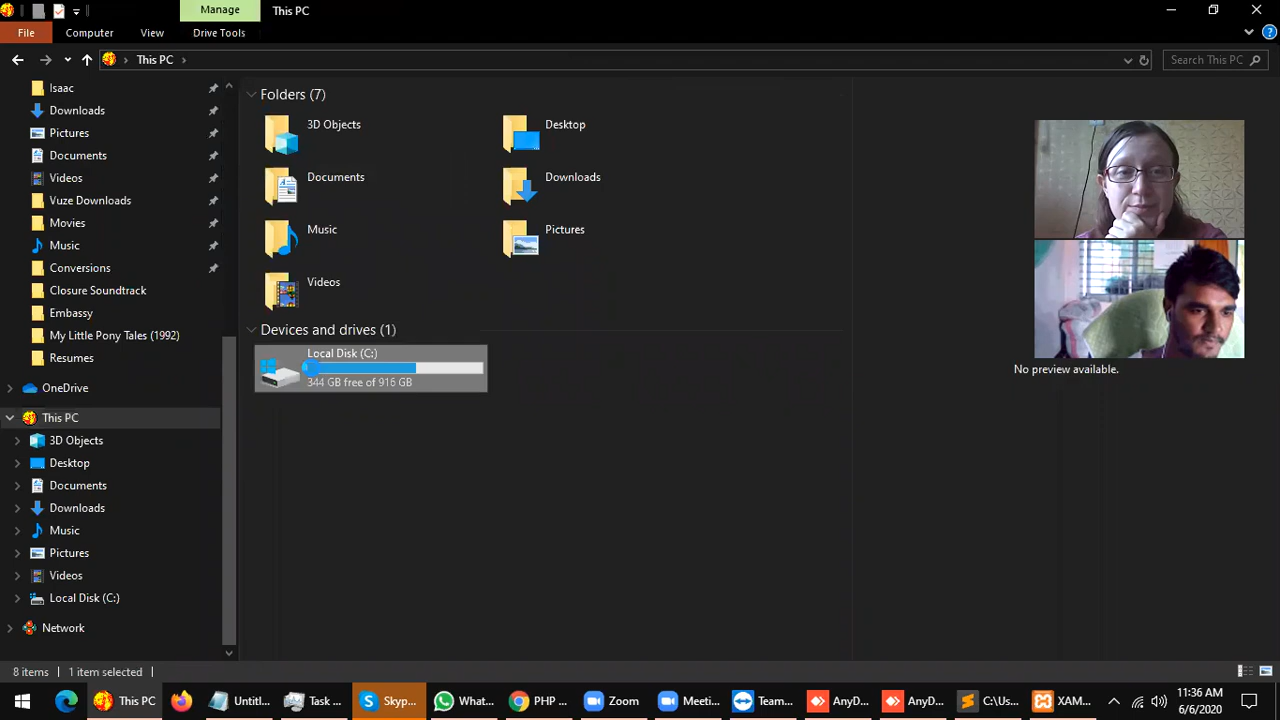 Manage
This PC
File
Computer
View
Drive Tools
This PC
Search This PC
Isaac
Downloads
Pictures
Documents
Videos
Vuze Downloads
Movies
Music
Conversions
Closure Soundtrack
Embassy
My Little Pony Tales (1992)
Resumes
OneDrive
This PC
3D Objects
Desktop
Documents
Downloads
Music
Pictures
Videos
Local Disk (C:)
Network
Folders (7)
3D Objects
Desktop
Documents
Downloads
Music
Pictures
Videos
Devices and drives (1)
Local Disk (C:)
344 GB free of 916 GB
No preview available.
8 items
1 item selected
This PC
Untitl...
Task ...
Skyp...
What...
PHP ...
Zoom
Meeti...
Team...
AnyD...
AnyD...
C:\Us...
XAM...
11:36 AM
6/6/2020